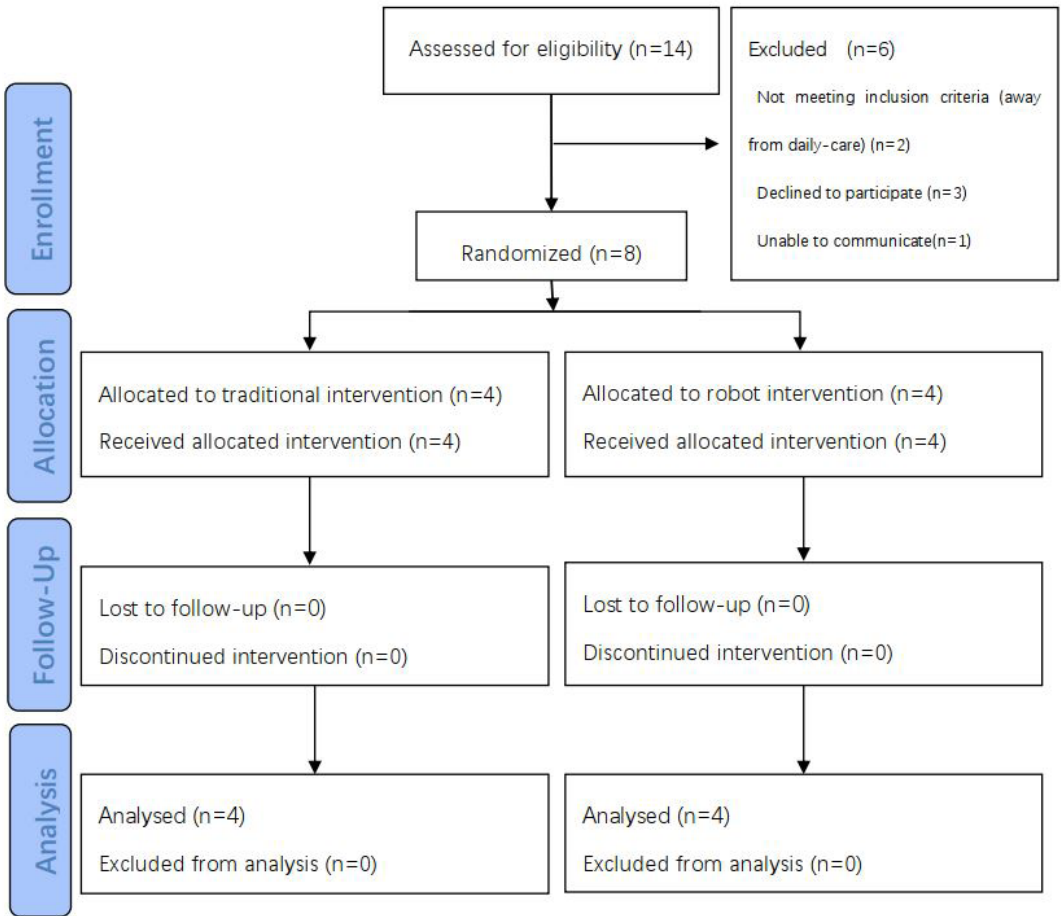 Assessed for eligibility (n=14)
Excluded (n=6)
Not meeting inclusion criteria (away
from daily-care) (n=2)
Declined to participate (n=3)
Unable to communicate(n=1)
Enrollment
Randomized (n=8)
Allocation
Allocated to traditional intervention (n=4)
Received allocated intervention (n=4)
Allocated to robot intervention (n=4)
Received allocated intervention (n=4)
Follow-Up
Lost to follow-up (n=0)
Discontinued intervention (n=0)
Lost to follow-up (n=0)
Discontinued intervention (n=0)
Analysis
Analysed (n=4)
Excluded from analysis (n=0)
Analysed (n=4)
Excluded from analysis (n=0)